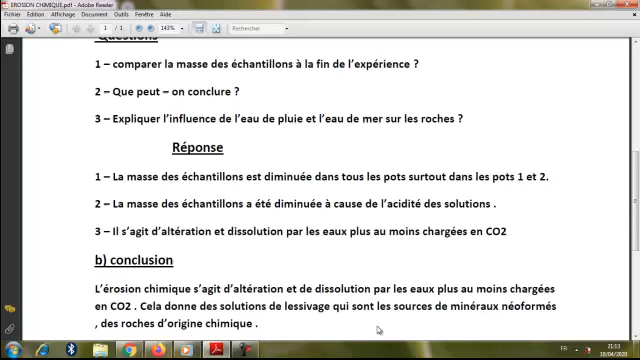 EROSION CHIMIQUE.pdf - Adobe Reader
Fichier Edition Affichage Document Outils Fenêtre Aide
1 / 1 143%
Questions
1 – comparer la masse des échantillons à la fin de l'expérience ?
2 – Que peut – on conclure ?
3 – Expliquer l'influence de l'eau de pluie et l'eau de mer sur les roches ?
Réponse
1 – La masse des échantillons est diminuée dans tous les pots surtout dans les pots 1 et 2.
2 – La masse des échantillons a été diminuée à cause de l'acidité des solutions .
3 – Il s'agit d'altération et dissolution par les eaux plus au moins chargées en CO2
b) conclusion
L'érosion chimique s'agit d'altération et de dissolution par les eaux plus au moins chargées
en CO2 . Cela donne des solutions de lessivage qui sont les sources de minéraux néoformés
, des roches d'origine chimique .
FR
21:13
18/04/2020